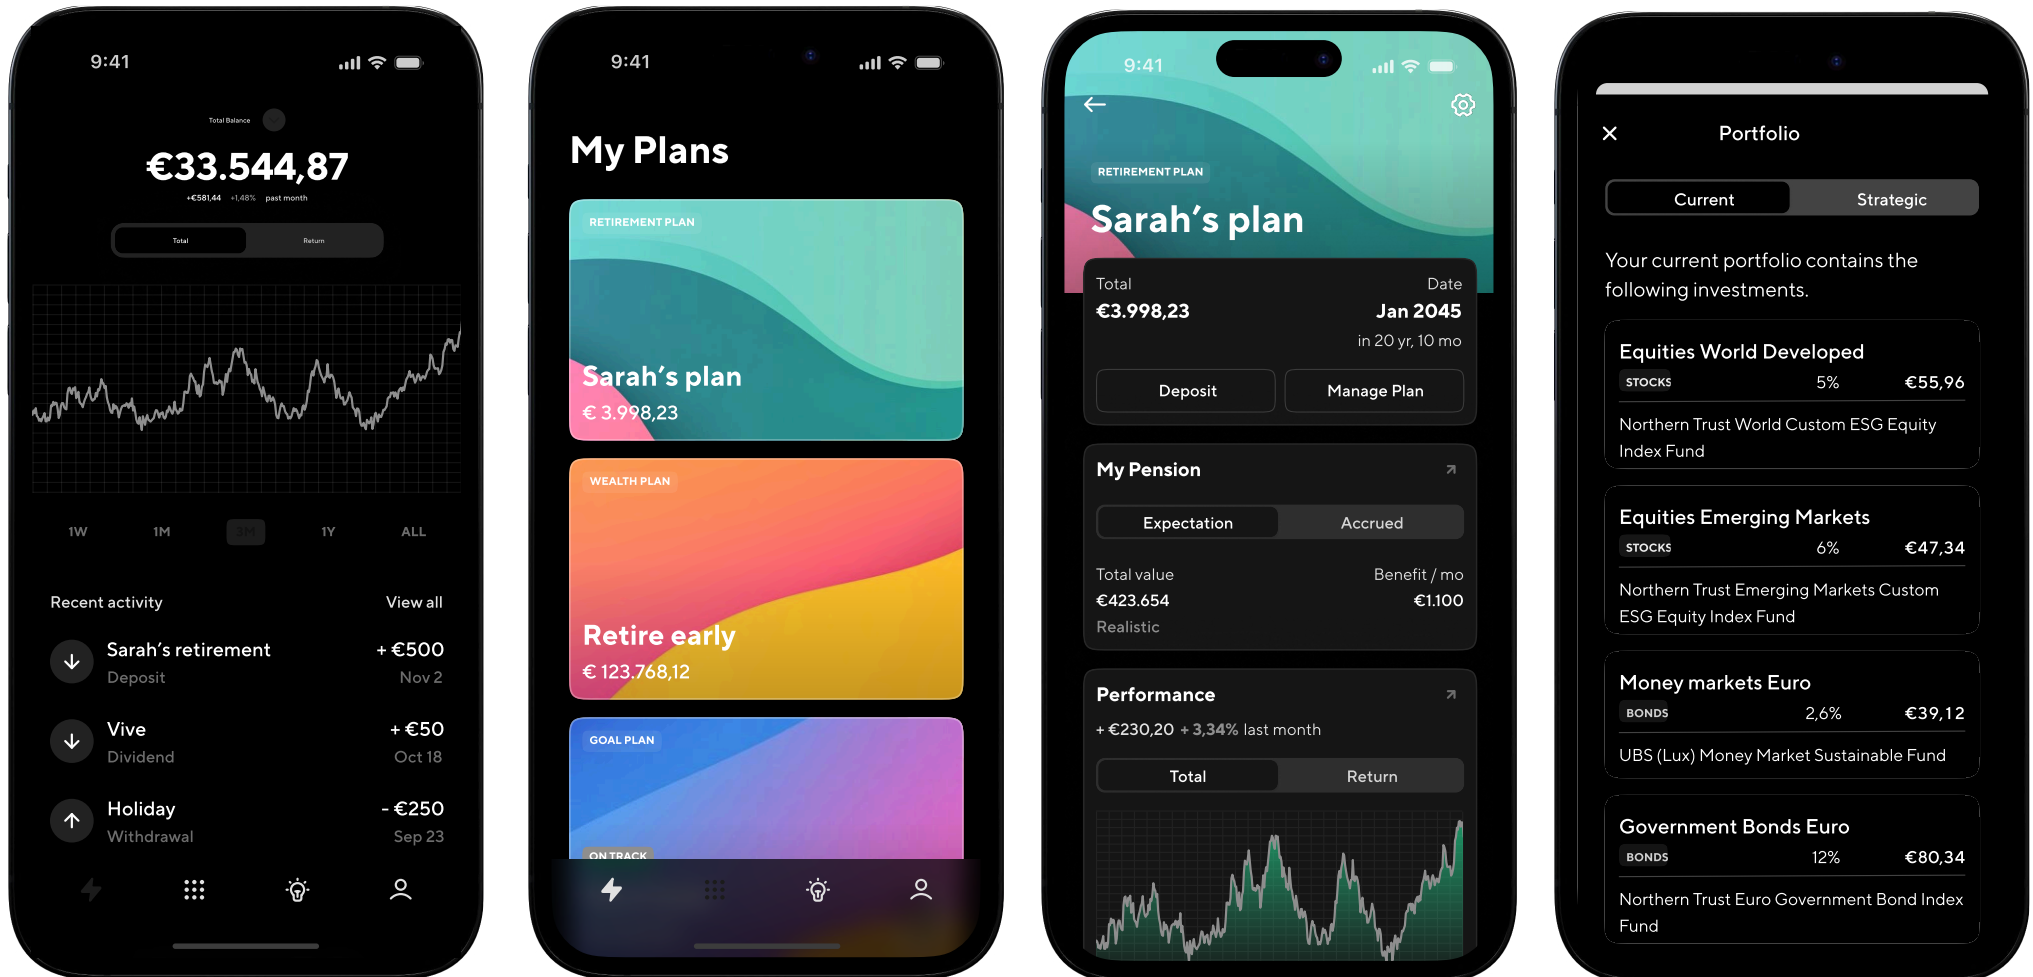 9:41
Total Balance
€33.544,87
+€581,44 +1,48% past month
Total Return
1W 1M 3M 1Y ALL
Recent activity View all
Sarah's retirement + €500
Deposit Nov 2
Vive + €50
Dividend Oct 18
Holiday - €250
Withdrawal Sep 23
9:41
My Plans
RETIREMENT PLAN
Sarah's plan
€ 3.998,23
WEALTH PLAN
Retire early
€ 123.768,12
GOAL PLAN
ON TRACK
9:41
RETIREMENT PLAN
Sarah's plan
Total Date
€3.998,23 Jan 2045
in 20 yr, 10 mo
Deposit Manage Plan
My Pension
Expectation Accrued
Total value Benefit / mo
€423.654 €1.100
Realistic
Performance
+ €230,20 + 3,34% last month
Total Return
Portfolio
Current Strategic
Your current portfolio contains the
following investments.
Equities World Developed
STOCKS 5% €55,96
Northern Trust World Custom ESG Equity
Index Fund
Equities Emerging Markets
STOCKS 6% €47,34
Northern Trust Emerging Markets Custom
ESG Equity Index Fund
Money markets Euro
BONDS 2,6% €39,12
UBS (Lux) Money Market Sustainable Fund
Government Bonds Euro
BONDS 12% €80,34
Northern Trust Euro Government Bond Index
Fund